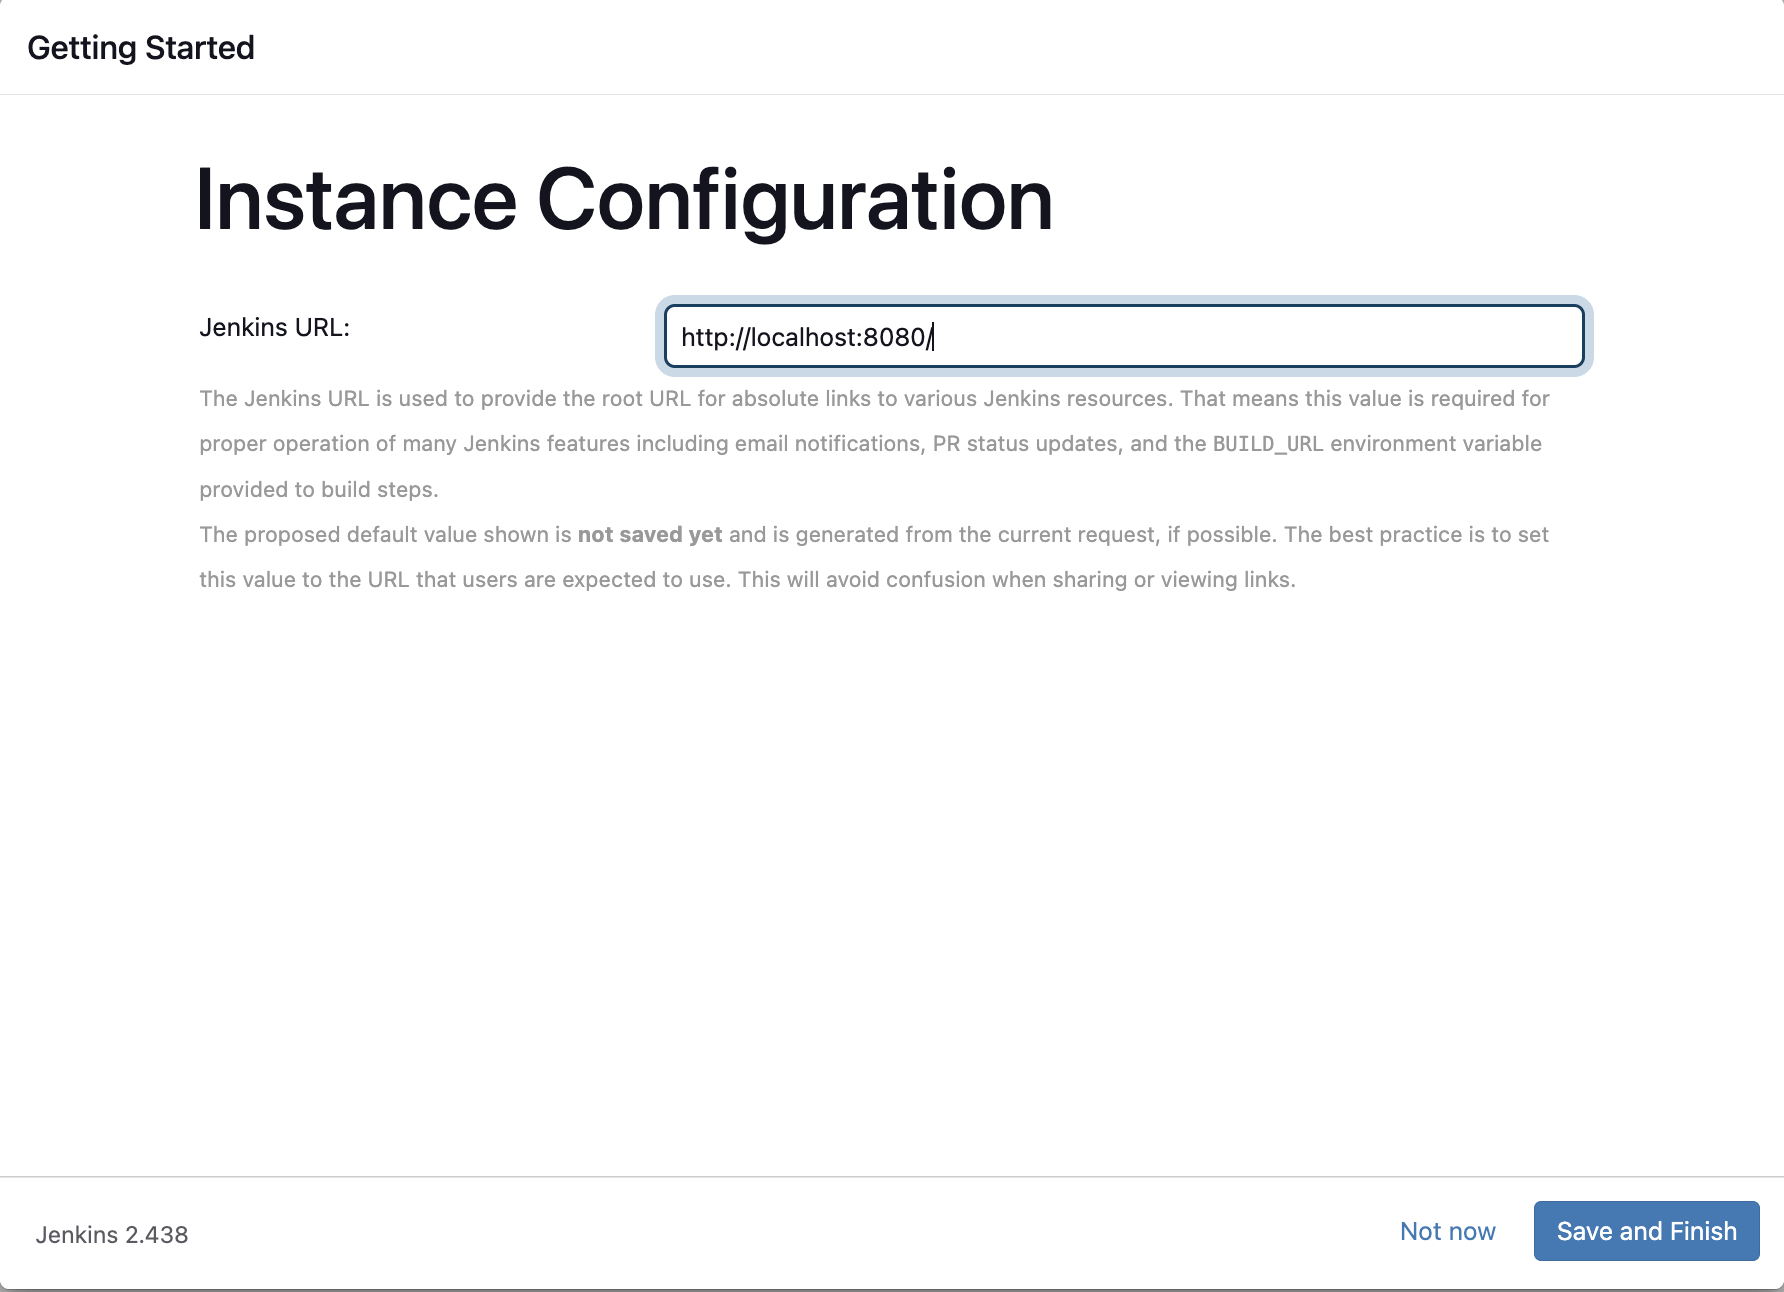 Getting Started
Instance Configuration
Jenkins URL:
http://localhost:8080/
The Jenkins URL is used to provide the root URL for absolute links to various Jenkins resources. That means this value is required for
proper operation of many Jenkins features including email notifications, PR status updates, and the BUILD_URL environment variable
provided to build steps.
The proposed default value shown is not saved yet and is generated from the current request, if possible. The best practice is to set
this value to the URL that users are expected to use. This will avoid confusion when sharing or viewing links.
Jenkins 2.438
Not now
Save and Finish